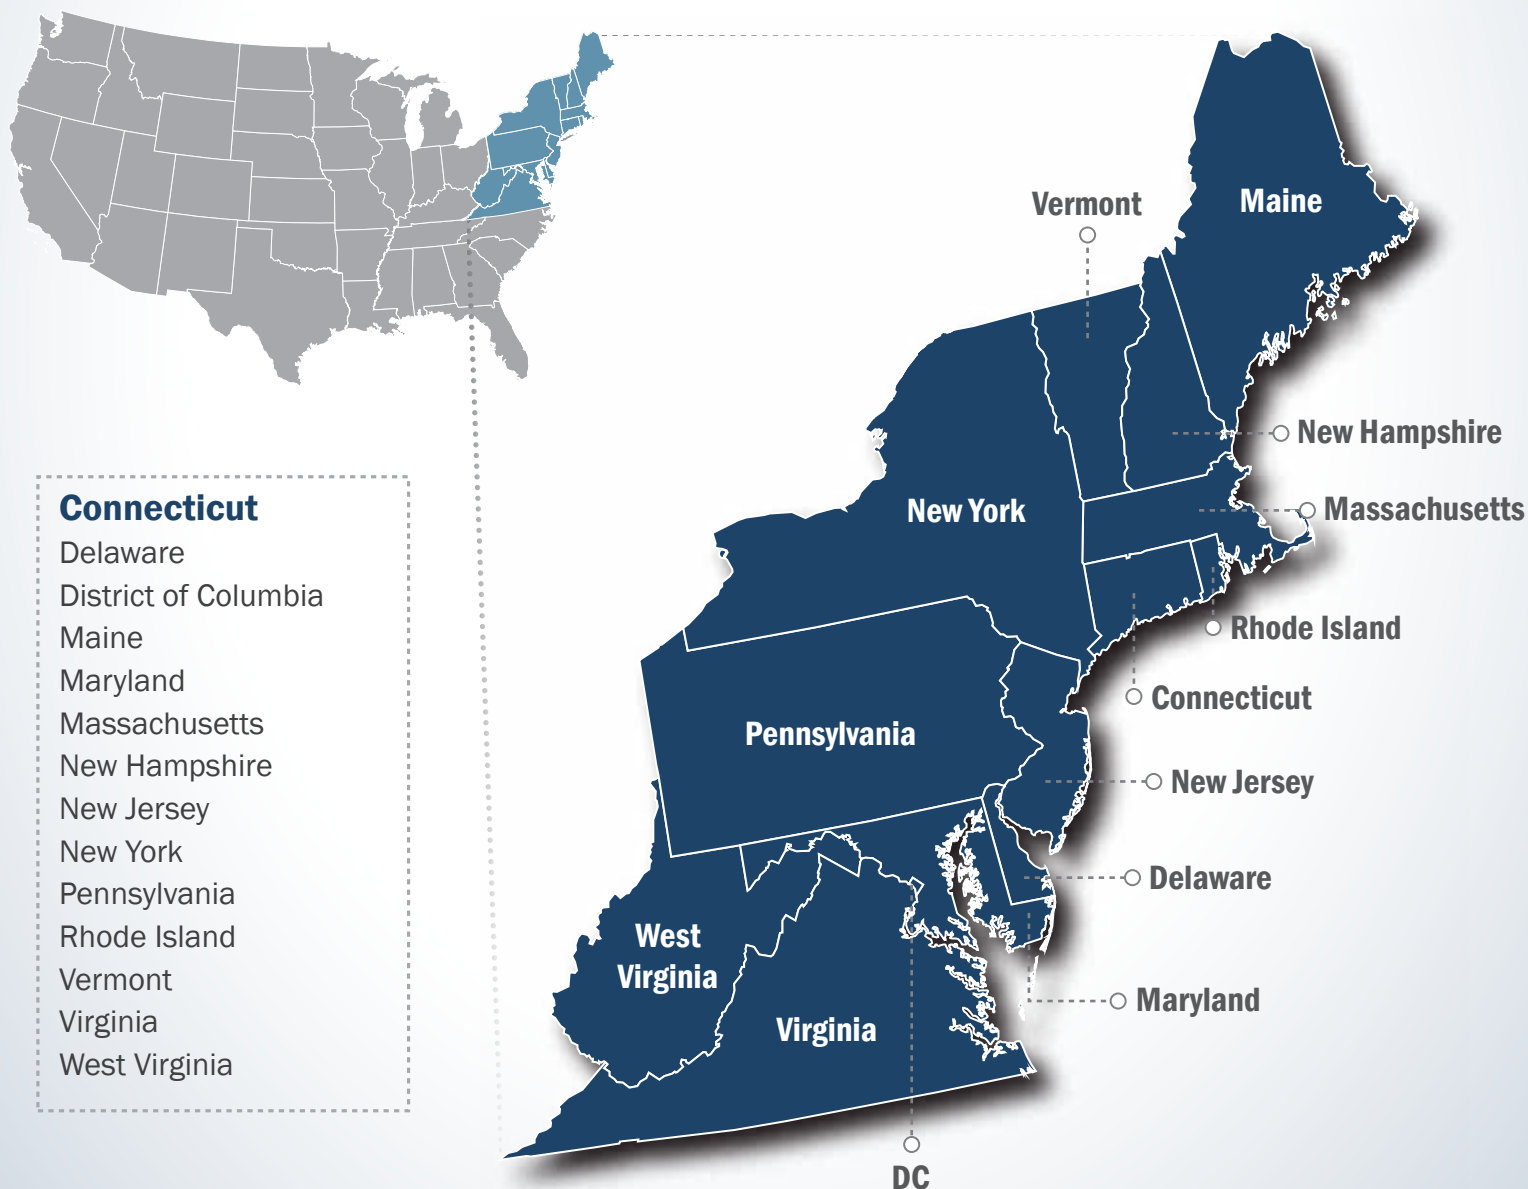 Vermont
Maine
New Hampshire
New York
Massachusetts
Rhode Island
Connecticut
Pennsylvania
New Jersey
Delaware
West
Virginia
Maryland
Virginia
DC
Connecticut
Delaware
District of Columbia
Maine
Maryland
Massachusetts
New Hampshire
New Jersey
New York
Pennsylvania
Rhode Island
Vermont
Virginia
West Virginia